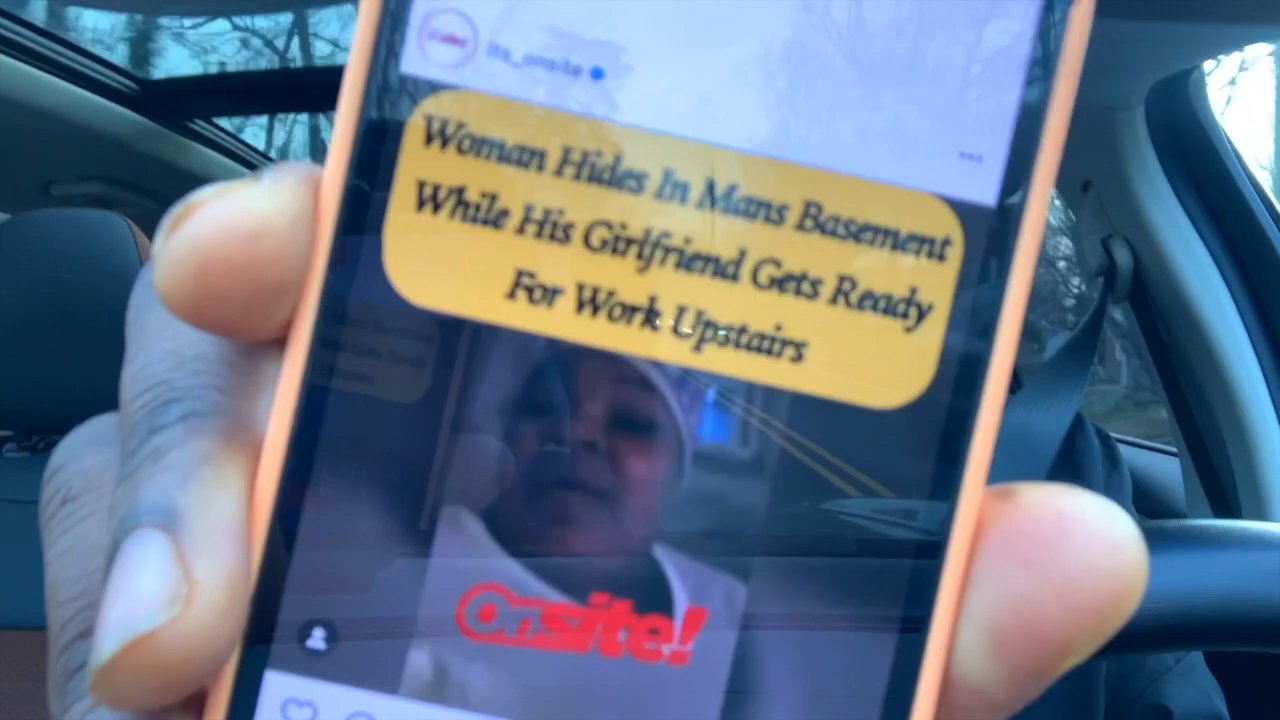 its_onsite
Woman Hides In Mans Basement
While His Girlfriend Gets Ready
For Work Upstairs
Onsite!